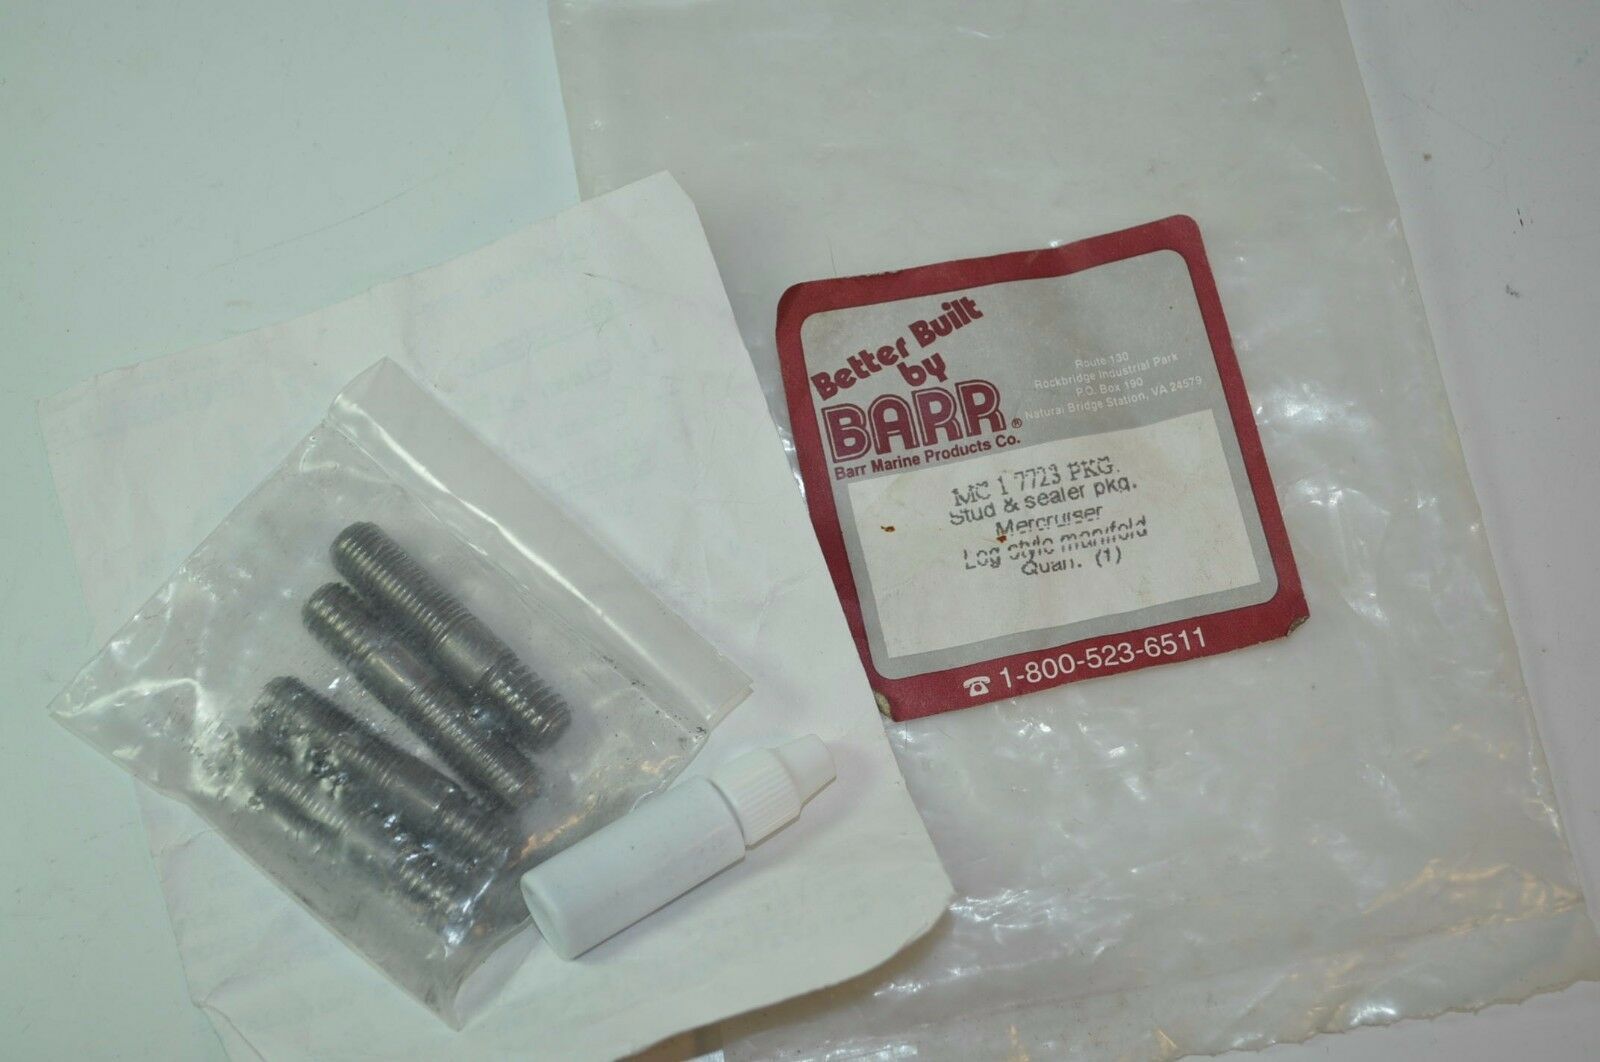 Better Built
by
BARR®
Barr Marine Products Co.
Route 130
Rockbridge Industrial Park
P.O. Box 190
Natural Bridge Station, VA 24579
MC 1 7723 PKG.
Stud & sealer pkg.
Mercruiser
Log style manifold
Quan. (1)
☎ 1-800-523-6511